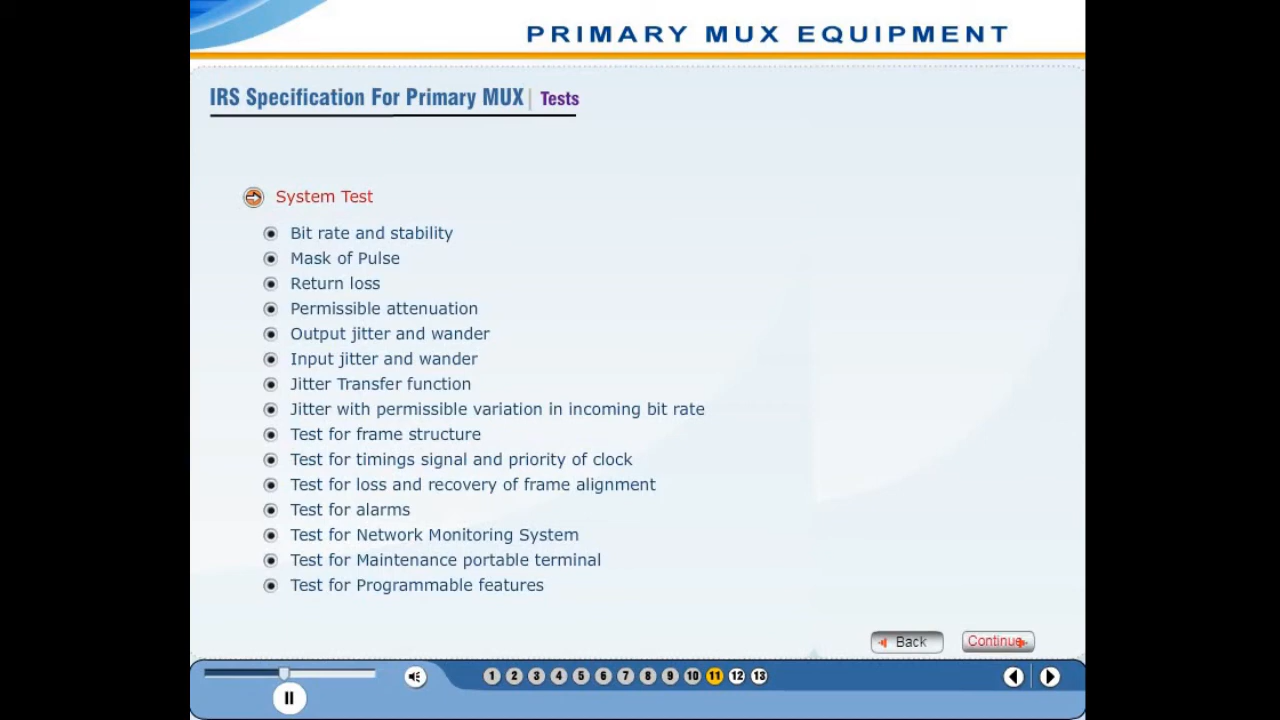 PRIMARY MUX EQUIPMENT
IRS Specification For Primary MUX | Tests
System Test
Bit rate and stability
Mask of Pulse
Return loss
Permissible attenuation
Output jitter and wander
Input jitter and wander
Jitter Transfer function
Jitter with permissible variation in incoming bit rate
Test for frame structure
Test for timings signal and priority of clock
Test for loss and recovery of frame alignment
Test for alarms
Test for Network Monitoring System
Test for Maintenance portable terminal
Test for Programmable features
Back Continue
1 2 3 4 5 6 7 8 9 10 11 12 13